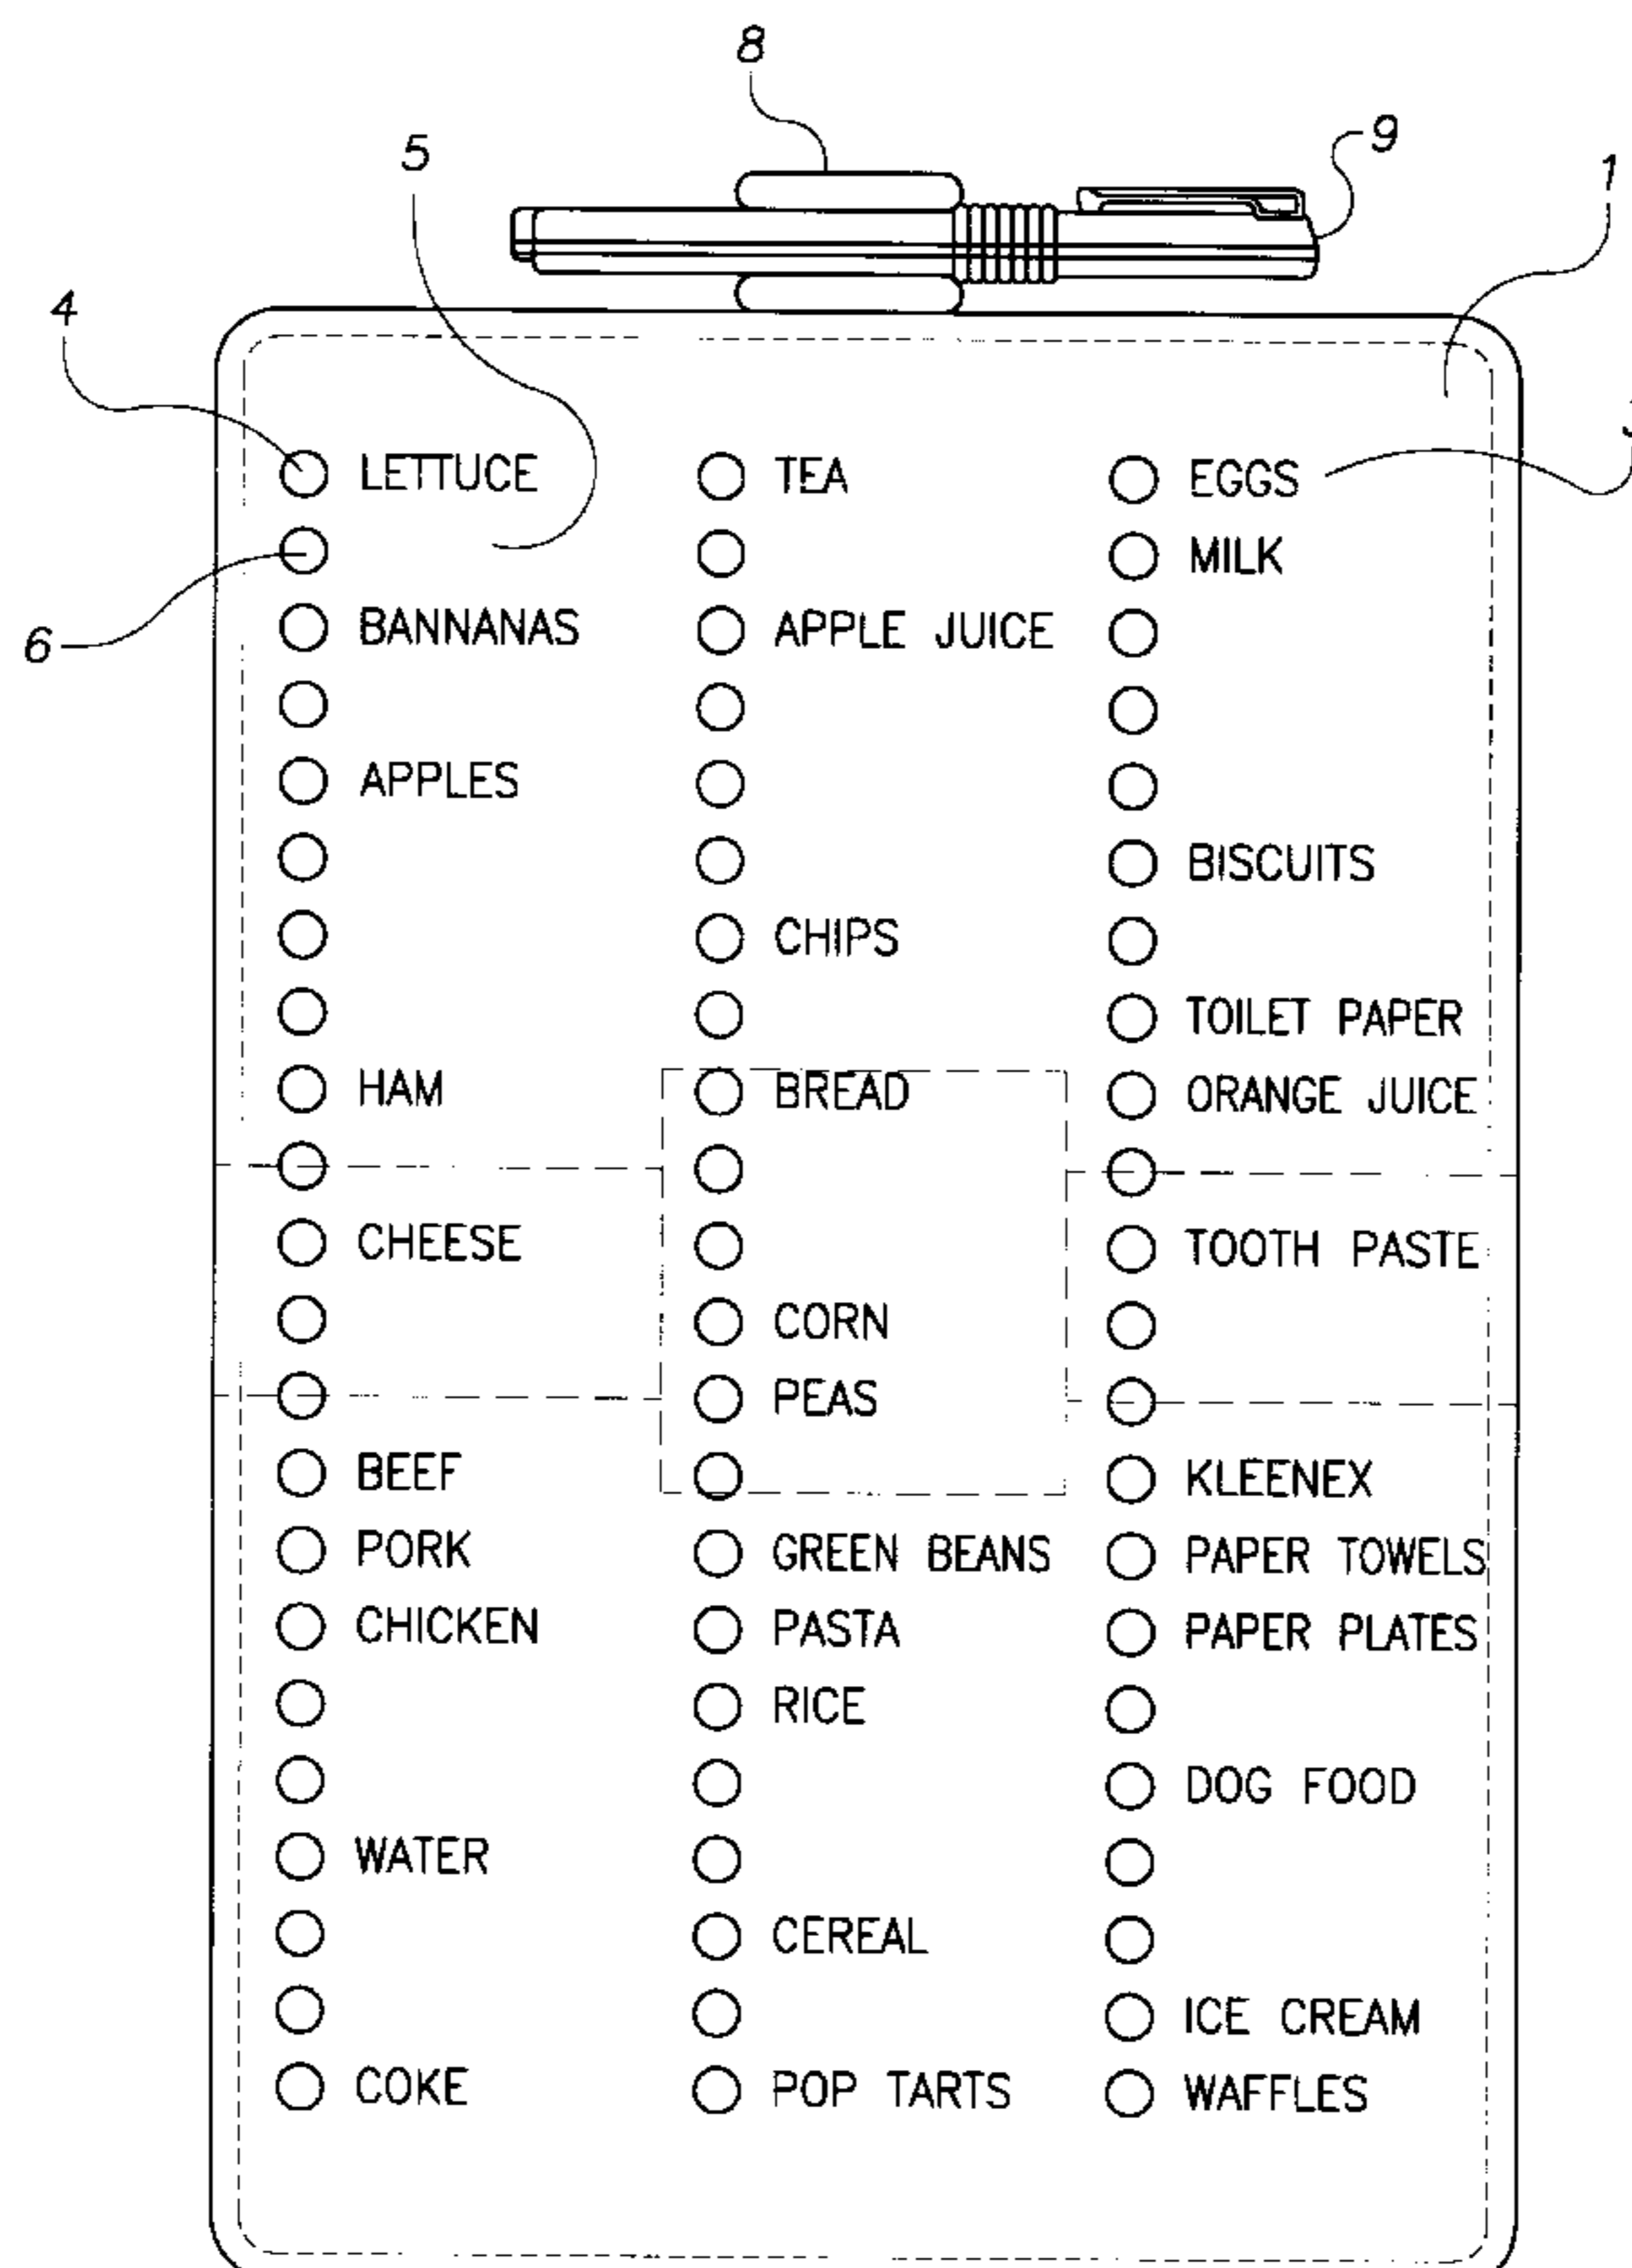 8
9
5
1
4
LETTUCE TEA EGGS
MILK
6
BANNANAS APPLE JUICE
APPLES
BISCUITS
CHIPS
TOILET PAPER
HAM BREAD ORANGE JUICE
CHEESE TOOTH PASTE
CORN
PEAS
BEEF KLEENEX
PORK GREEN BEANS PAPER TOWELS
CHICKEN PASTA PAPER PLATES
RICE
DOG FOOD
WATER
CEREAL
ICE CREAM
COKE POP TARTS WAFFLES